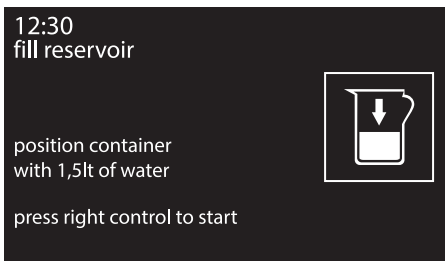 12:30
fill reservoir
position container
with 1,5lt of water
press right control to start